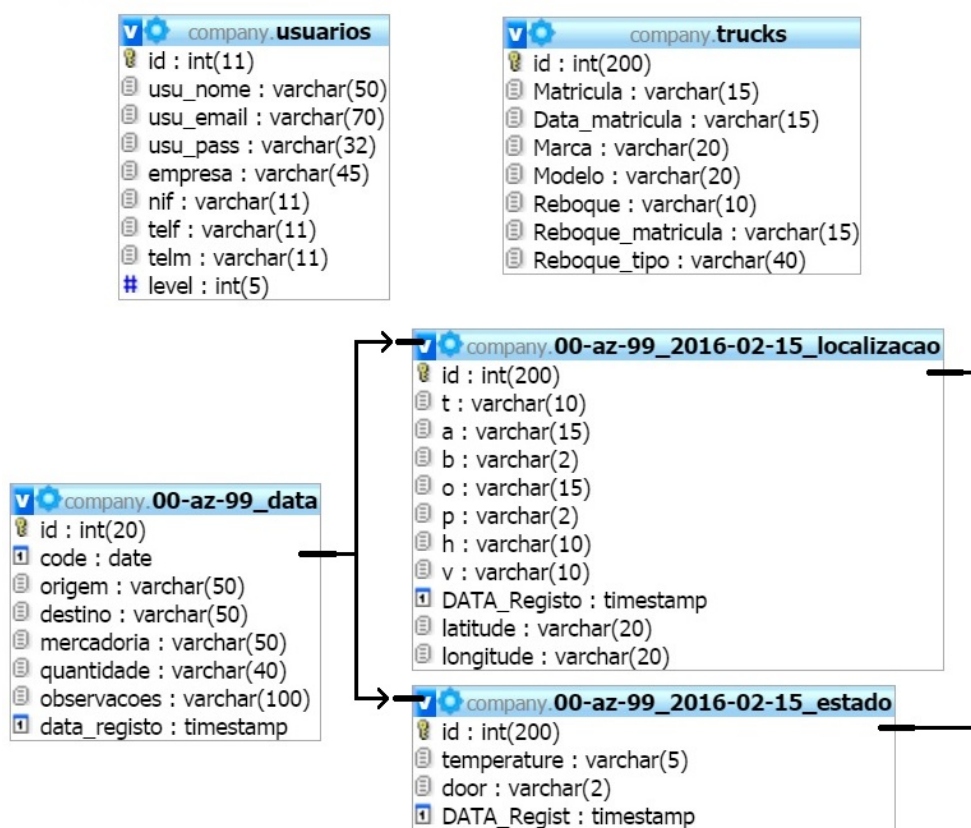 company.usuarios
id : int(11)
usu_nome : varchar(50)
usu_email : varchar(70)
usu_pass : varchar(32)
empresa : varchar(45)
nif : varchar(11)
telf : varchar(11)
telm : varchar(11)
level : int(5)
company.trucks
id : int(200)
Matricula : varchar(15)
Data_matricula : varchar(15)
Marca : varchar(20)
Modelo : varchar(20)
Reboque : varchar(10)
Reboque_matricula : varchar(15)
Reboque_tipo : varchar(40)
company.00-az-99_data
id : int(20)
code : date
origem : varchar(50)
destino : varchar(50)
mercadoria : varchar(50)
quantidade : varchar(40)
observacoes : varchar(100)
data_registo : timestamp
company.00-az-99_2016-02-15_localizacao
id : int(200)
t : varchar(10)
a : varchar(15)
b : varchar(2)
o : varchar(15)
p : varchar(2)
h : varchar(10)
v : varchar(10)
DATA_Registo : timestamp
latitude : varchar(20)
longitude : varchar(20)
company.00-az-99_2016-02-15_estado
id : int(200)
temperature : varchar(5)
door : varchar(2)
DATA_Regist : timestamp